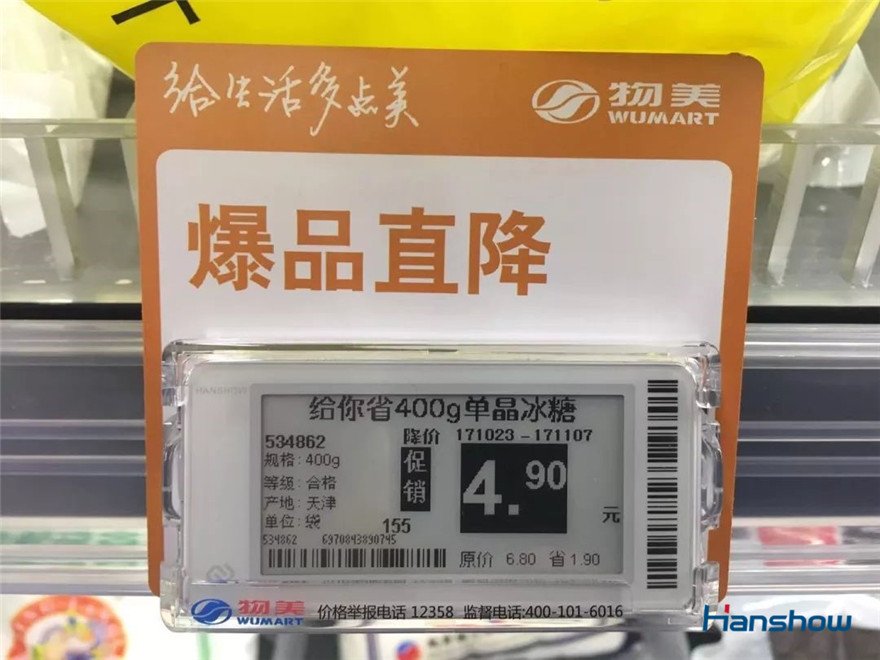 给生活多点美
物美
WUMART
爆品直降
HANSHOW
给你省400g单晶冰糖
534862 降价 171023-171107
规格:400g
等级:合格
产地:天津
单位:袋 155
促销
4.90 元
534862 6970843890745
原价 6.80 省1.90
物美
WUMART
价格举报电话 12358 监督电话:400-101-6016
Hanshow